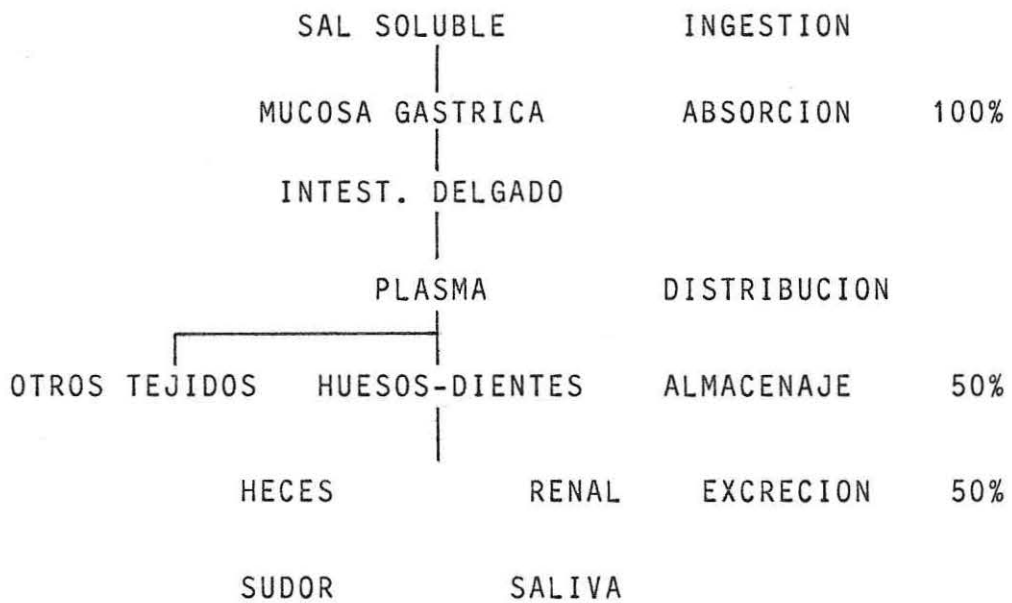 SAL SOLUBLE INGESTION
MUCOSA GASTRICA ABSORCION 100%
INTEST. DELGADO
PLASMA DISTRIBUCION
OTROS TEJIDOS HUESOS-DIENTES ALMACENAJE 50%
HECES RENAL EXCRECION 50%
SUDOR SALIVA